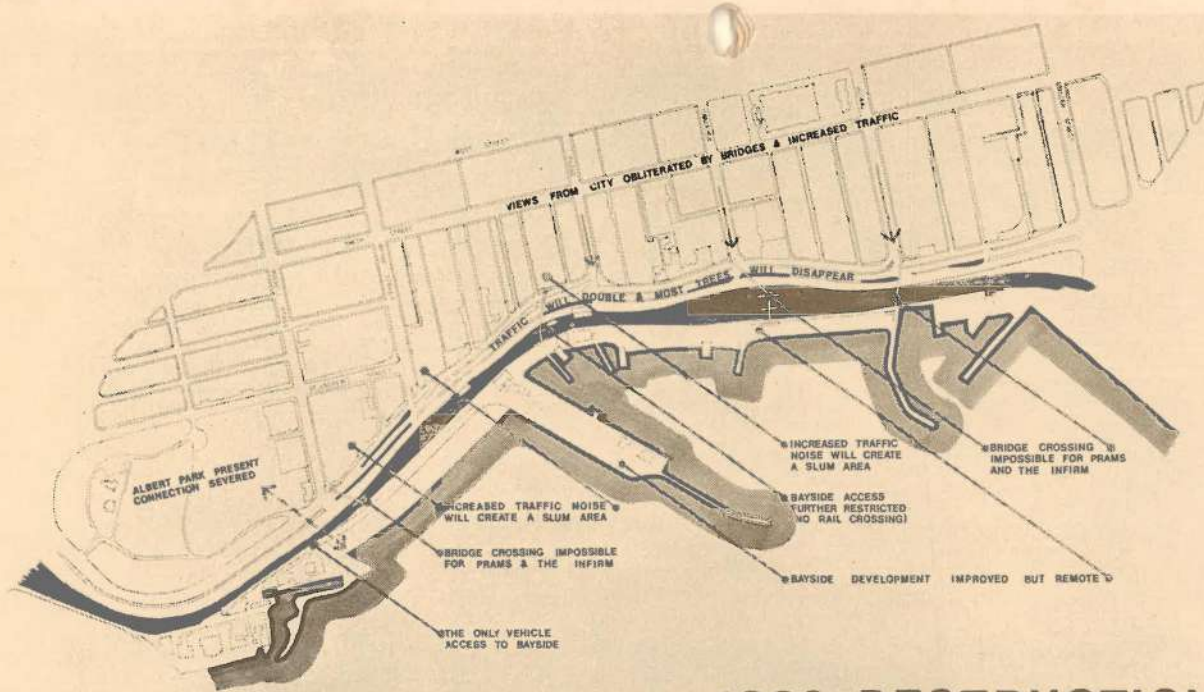 VIEWS FROM CITY OBLITERATED BY BRIDGES & INCREASED TRAFFIC
TRAFFIC WILL DOUBLE & MOST TREES WILL DISAPPEAR
ALBERT PARK PRESENT
CONNECTION SEVERED
INCREASED TRAFFIC NOISE
WILL CREATE A SLUM AREA
BRIDGE CROSSING IMPOSSIBLE
FOR PRAMS & THE INFIRM
THE ONLY VEHICLE
ACCESS TO BAYSIDE
INCREASED TRAFFIC
NOISE WILL CREATE
A SLUM AREA
BRIDGE CROSSING
IMPOSSIBLE FOR PRAMS
AND THE INFIRM
BAYSIDE ACCESS
FURTHER RESTRICTED
(NO RAIL CROSSING)
BAYSIDE DEVELOPMENT IMPROVED BUT REMOTE